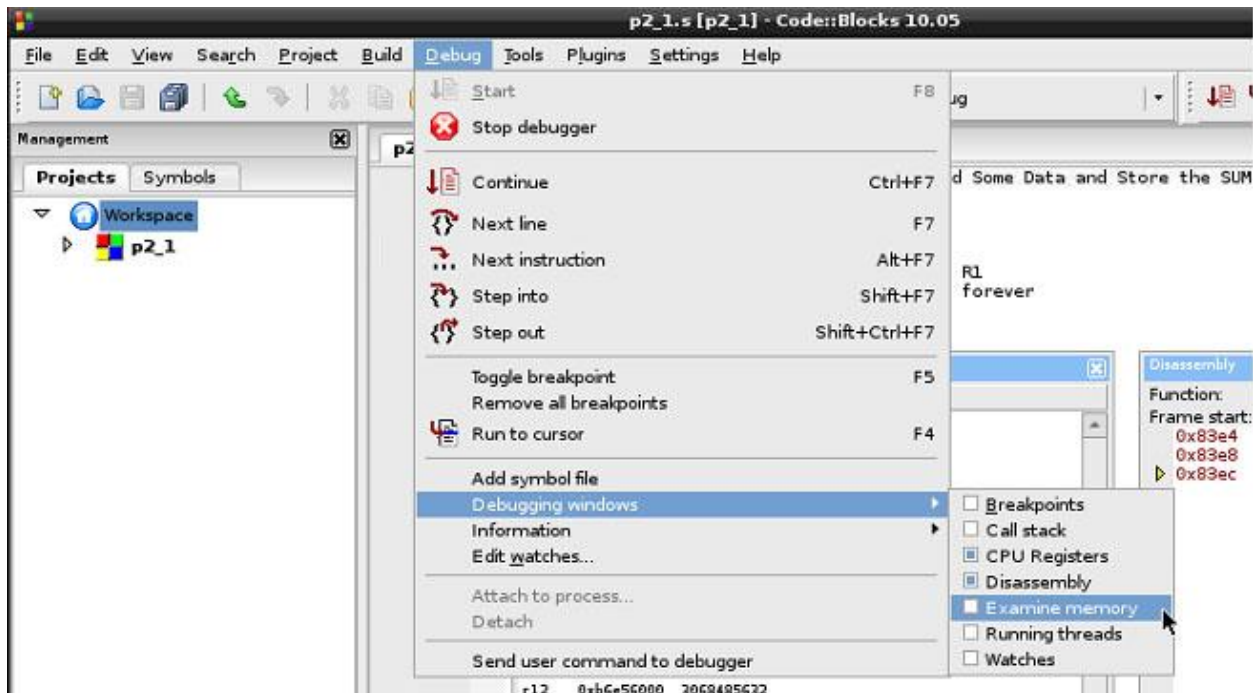 p2_1.s [p2_1] - Code::Blocks 10.05
File Edit View Search Project Build Debug Tools Plugins Settings Help
Management
Projects Symbols
Workspace
p2_1
p2
Start F8
Stop debugger
Continue Ctrl+F7
Next line F7
Next instruction Alt+F7
Step into Shift+F7
Step out Shift+Ctrl+F7
Toggle breakpoint F5
Remove all breakpoints
Run to cursor F4
Add symbol file
Debugging windows
Information
Edit watches...
Attach to process...
Detach
Send user command to debugger
Breakpoints
Call stack
CPU Registers
Disassembly
Examine memory
Running threads
Watches
ug
d Some Data and Store the SUM
R1
forever
Disassembly
Function:
Frame start:
0x83e4
0x83e8
0x83ec
r12 0xb6e56000 3068485632